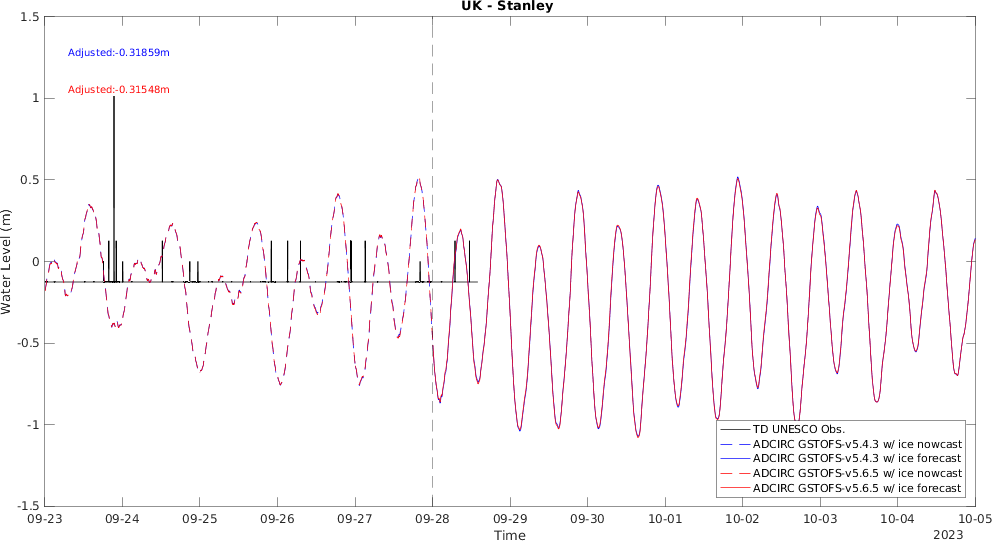 UK - Stanley
Adjusted:-0.31859m
Adjusted:-0.31548m
Water Level (m)
1.5
1
0.5
0
-0.5
-1
-1.5
TD UNESCO Obs.
ADCIRC GSTOFS-v5.4.3 w/ ice nowcast
ADCIRC GSTOFS-v5.4.3 w/ ice forecast
ADCIRC GSTOFS-v5.6.5 w/ ice nowcast
ADCIRC GSTOFS-v5.6.5 w/ ice forecast
09-23 09-24 09-25 09-26 09-27 09-28 09-29 09-30 10-01 10-02 10-03 10-04 10-05
Time
2023